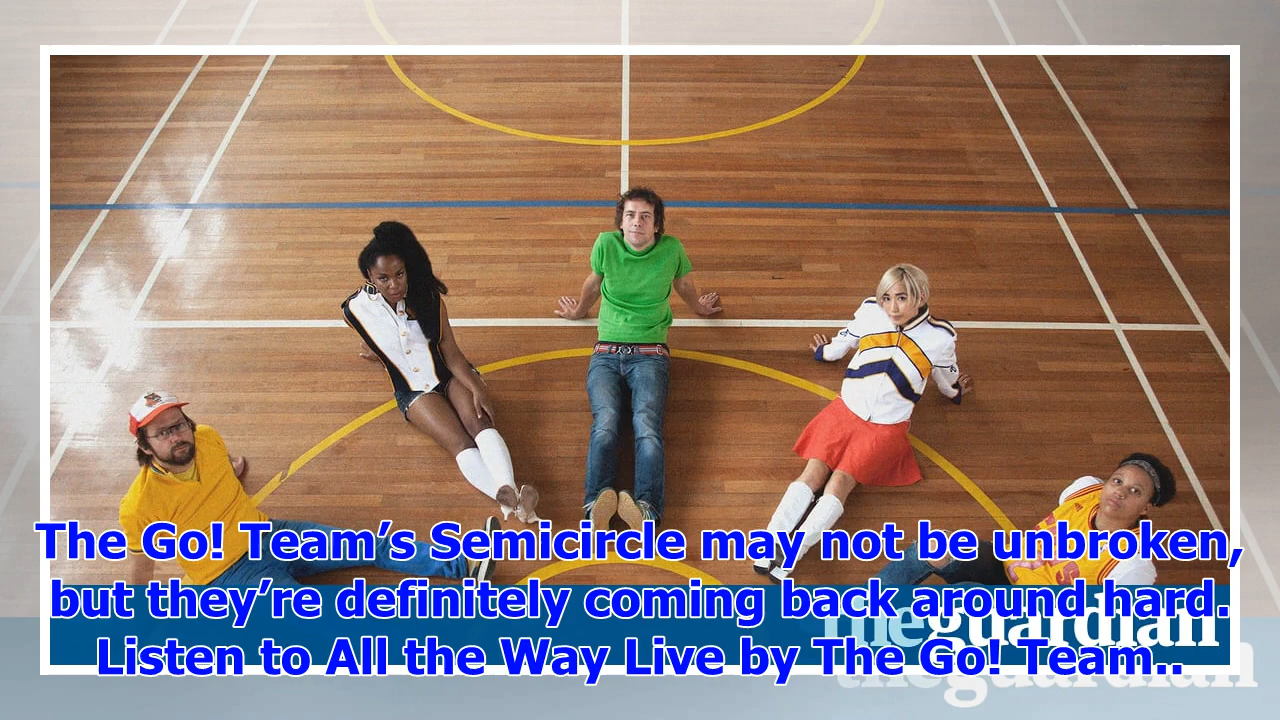 The Go! Team’s Semicircle may not be unbroken,
but they’re definitely coming back around hard.
theguardian
Listen to All the Way Live by The Go! Team..
theguardian